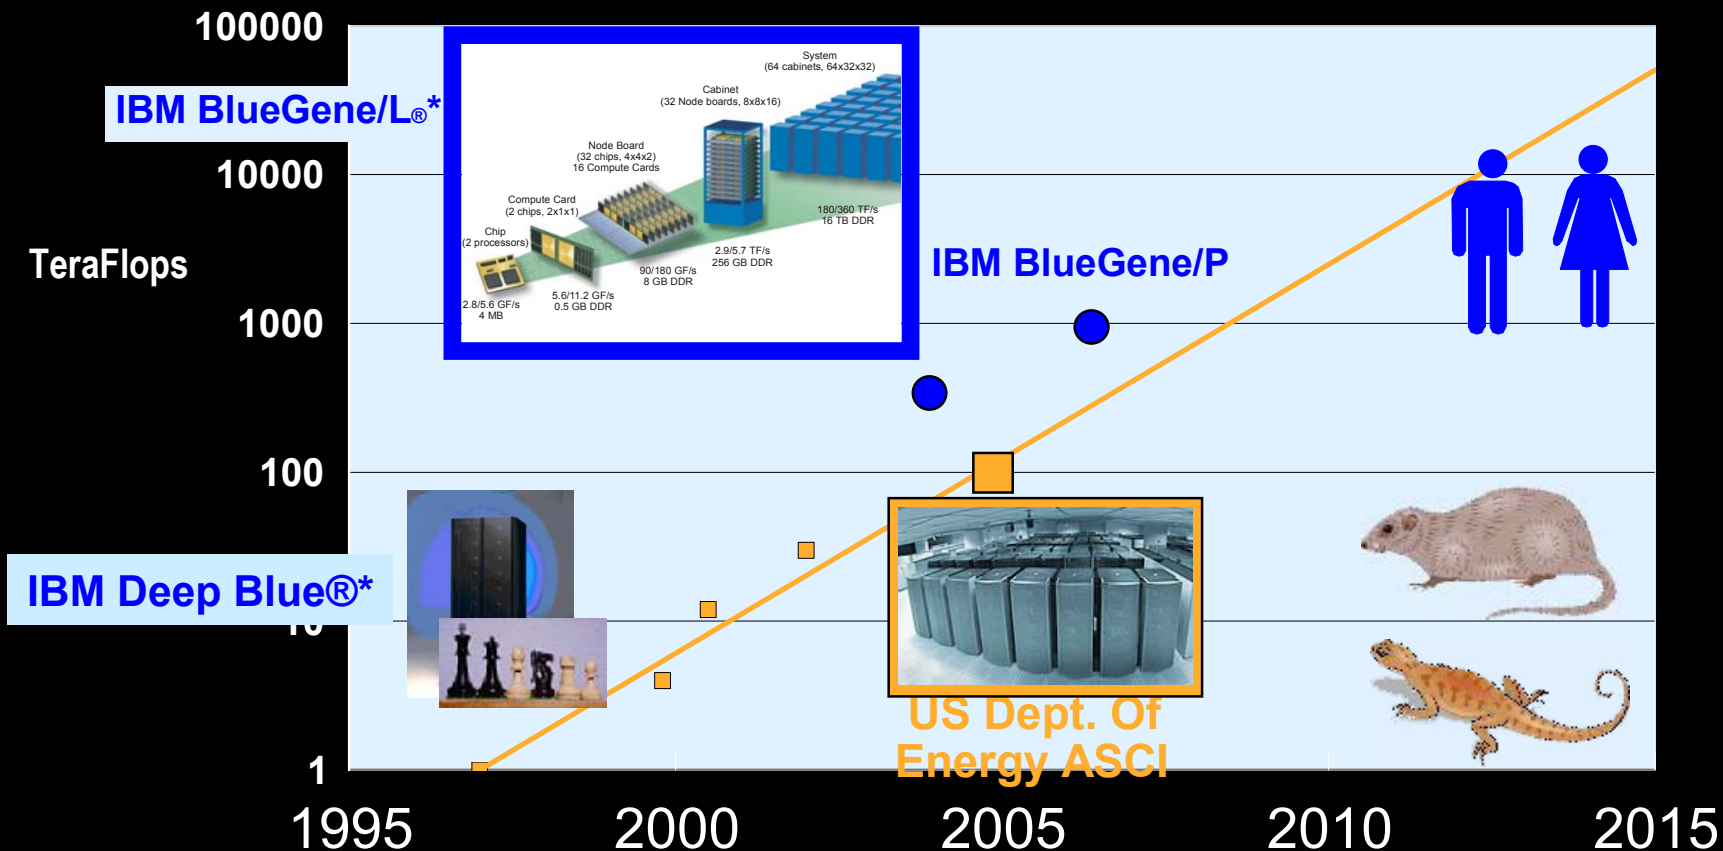 100000
IBM BlueGene/L®*
10000
TeraFlops
1000
100
IBM Deep Blue®*
10
1
System
(64 cabinets, 64x32x32)
Cabinet
(32 Node boards, 8x8x16)
Node Board
(32 chips, 4x4x2)
16 Compute Cards
Compute Card
(2 chips, 2x1x1)
Chip
(2 processors)
180/360 TF/s
16 TB DDR
2.9/5.7 TF/s
256 GB DDR
90/180 GF/s
8 GB DDR
5.6/11.2 GF/s
0.5 GB DDR
2.8/5.6 GF/s
4 MB
IBM BlueGene/P
US Dept. Of
Energy ASCI
1995 2000 2005 2010 2015